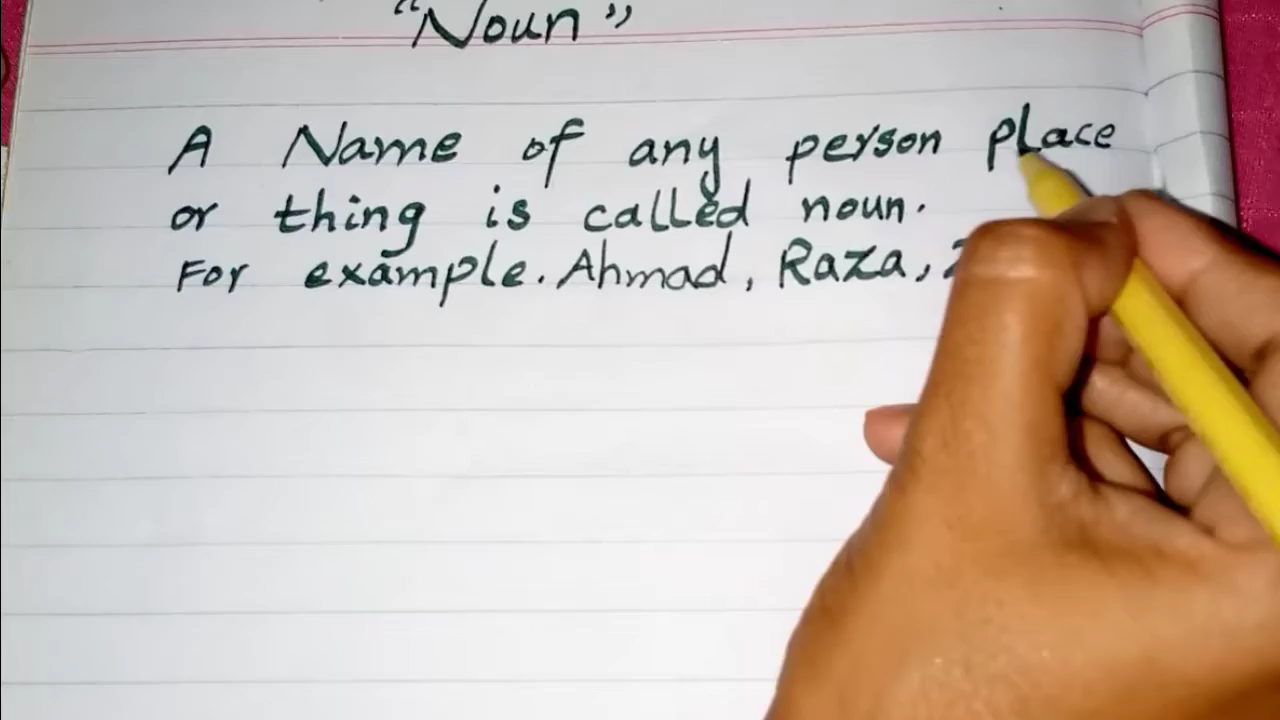 "Noun"
A Name of any person place
or thing is called noun.
For example. Ahmad, Raza,